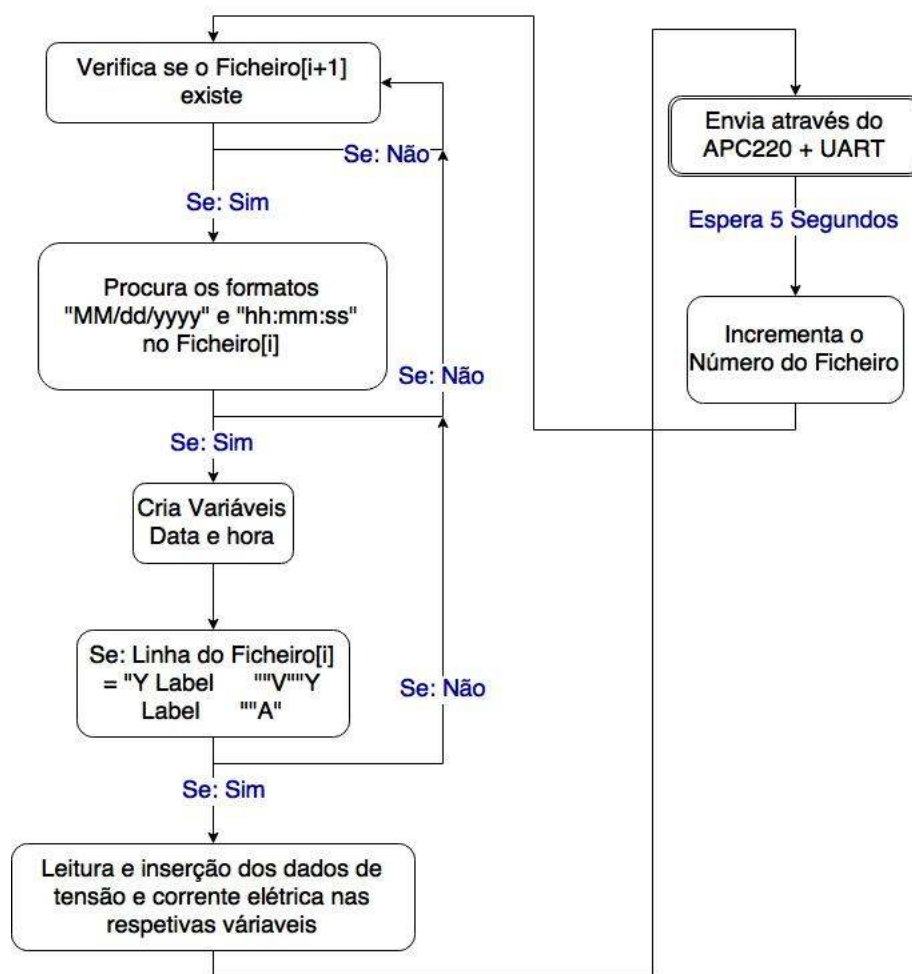 Verifica se o Ficheiro[i+1]
existe
Se: Não
Se: Sim
Procura os formatos
"MM/dd/yyyy" e "hh:mm:ss"
no Ficheiro[i]
Se: Não
Se: Sim
Cria Variáveis
Data e hora
Se: Linha do Ficheiro[i]
= "Y Label ""V""Y
Label ""A"
Se: Não
Se: Sim
Leitura e inserção dos dados de
tensão e corrente elétrica nas
respetivas váriaveis
Envia através do
APC220 + UART
Espera 5 Segundos
Incrementa o
Número do Ficheiro